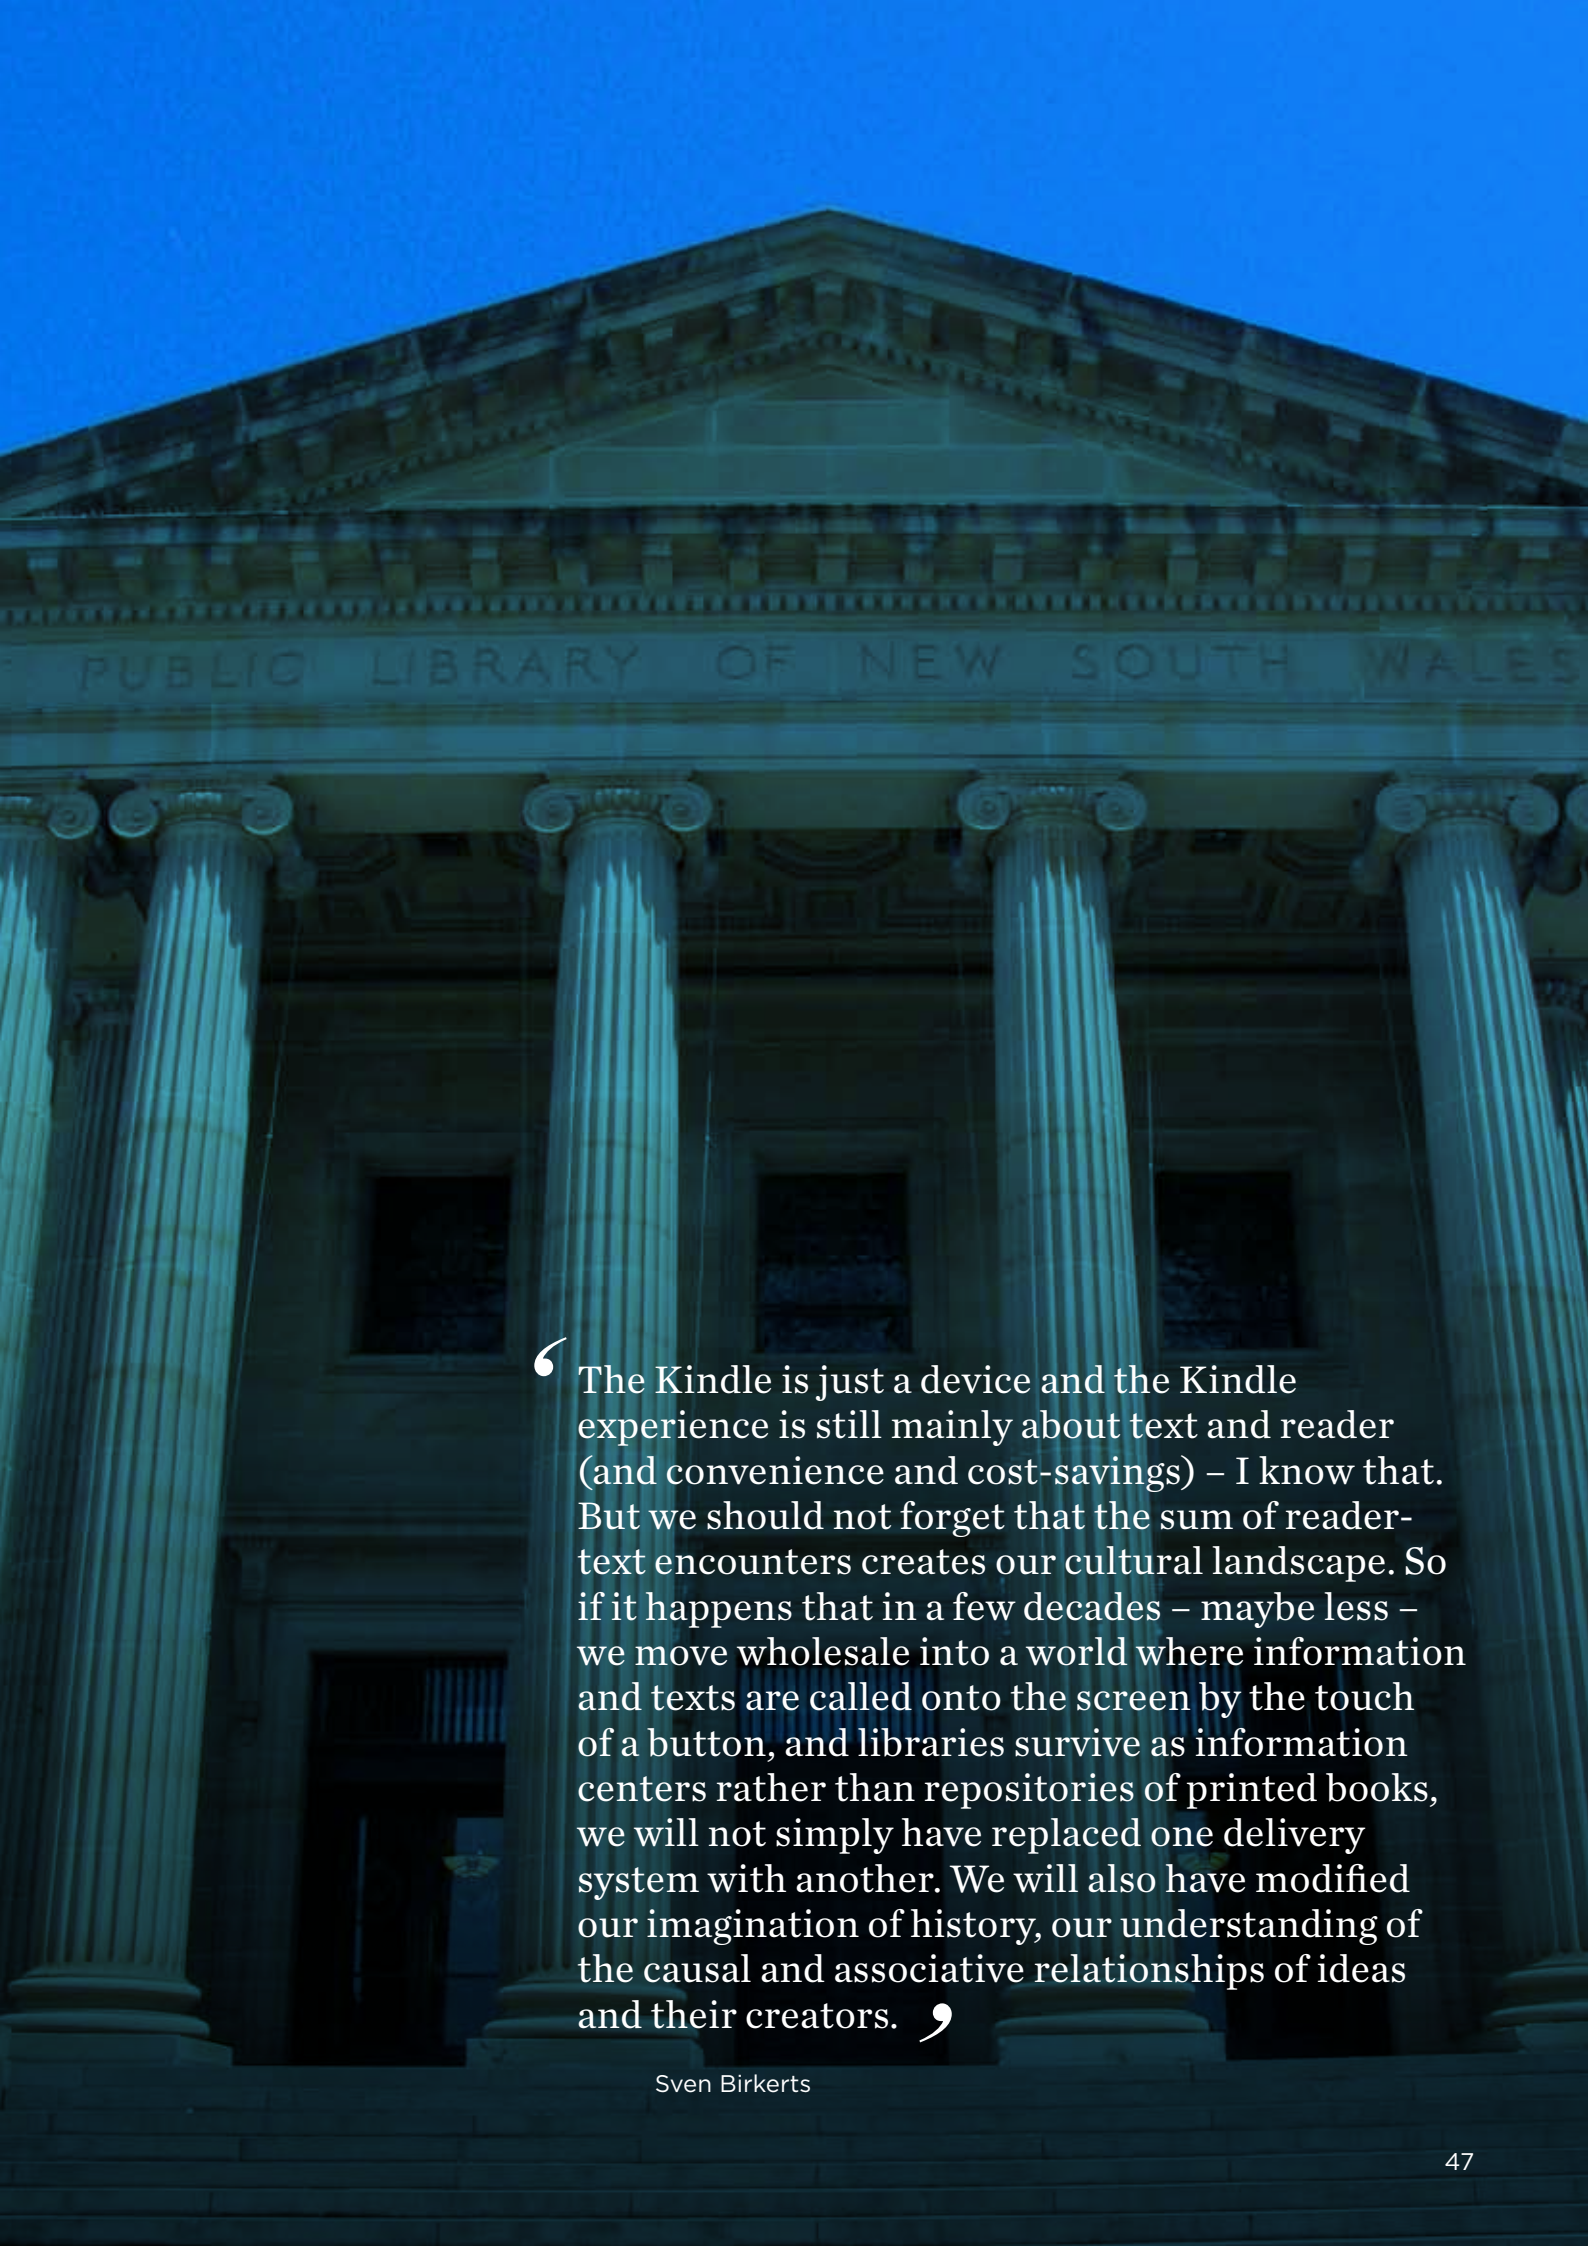 PUBLIC LIBRARY OF NEW SOUTH WALES
‘ The Kindle is just a device and the Kindle
experience is still mainly about text and reader
(and convenience and cost-savings) – I know that.
But we should not forget that the sum of reader-
text encounters creates our cultural landscape. So
if it happens that in a few decades – maybe less –
we move wholesale into a world where information
and texts are called onto the screen by the touch
of a button, and libraries survive as information
centers rather than repositories of printed books,
we will not simply have replaced one delivery
system with another. We will also have modified
our imagination of history, our understanding of
the causal and associative relationships of ideas
and their creators. ’
Sven Birkerts
47